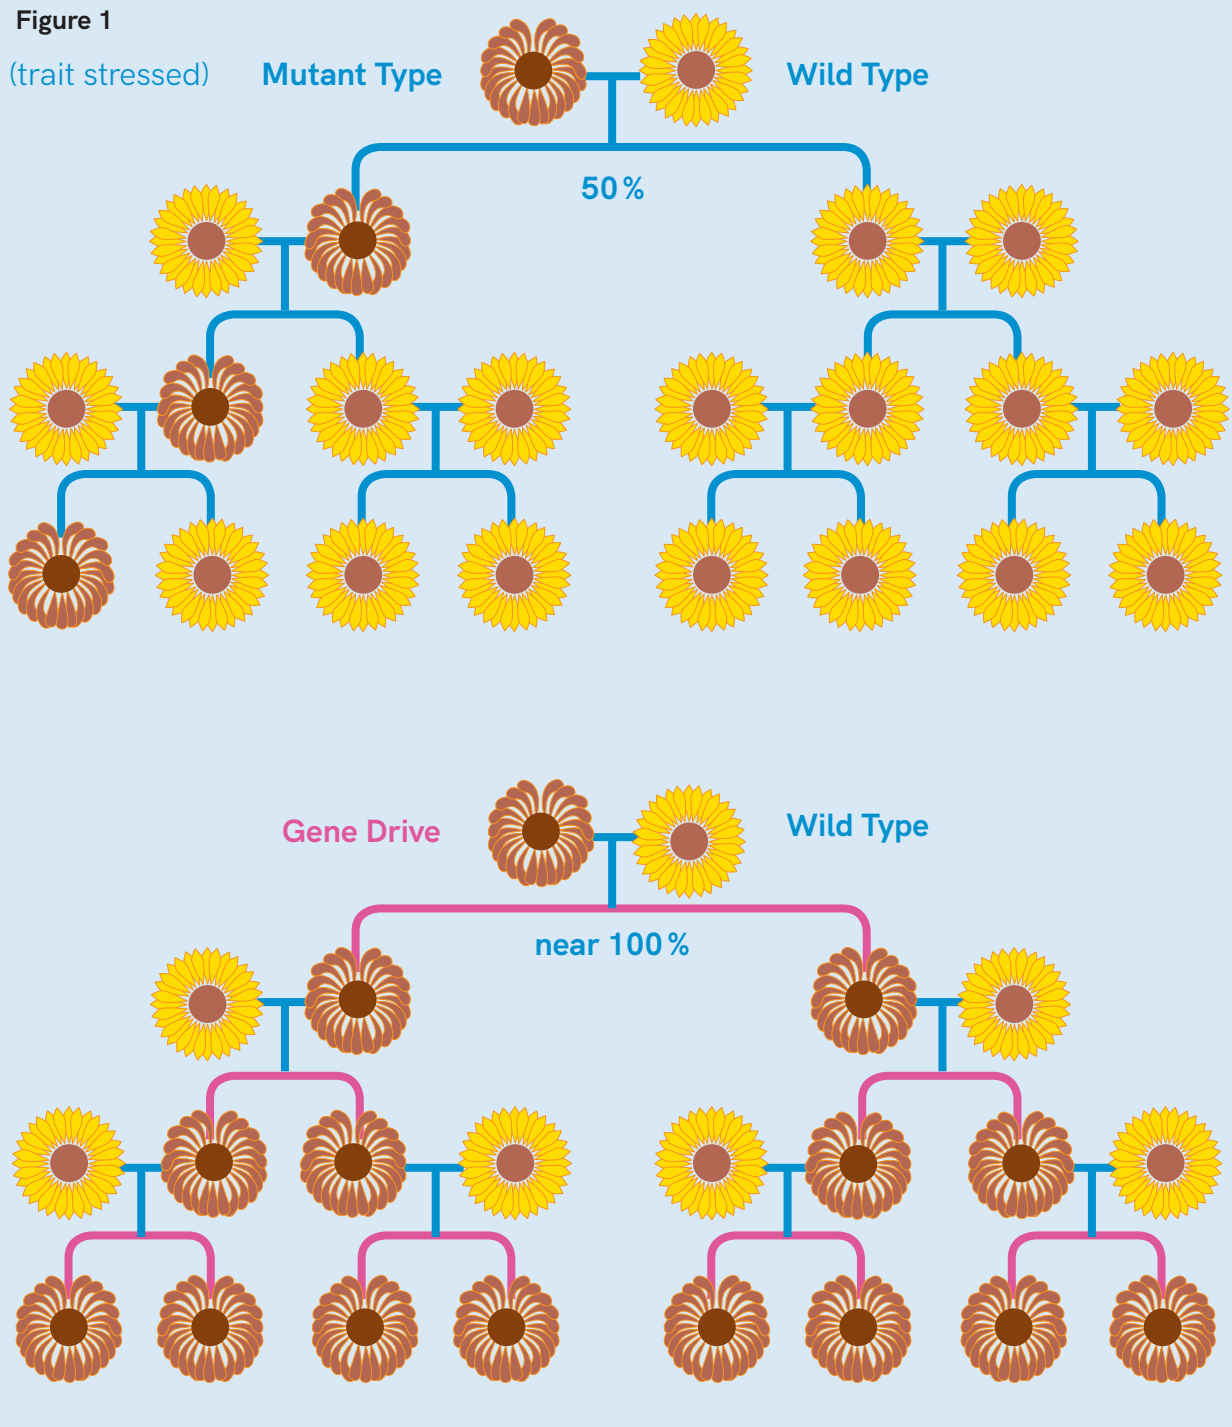 Figure 1
(trait stressed)
Mutant Type
Wild Type
50 %
Gene Drive
Wild Type
near 100 %